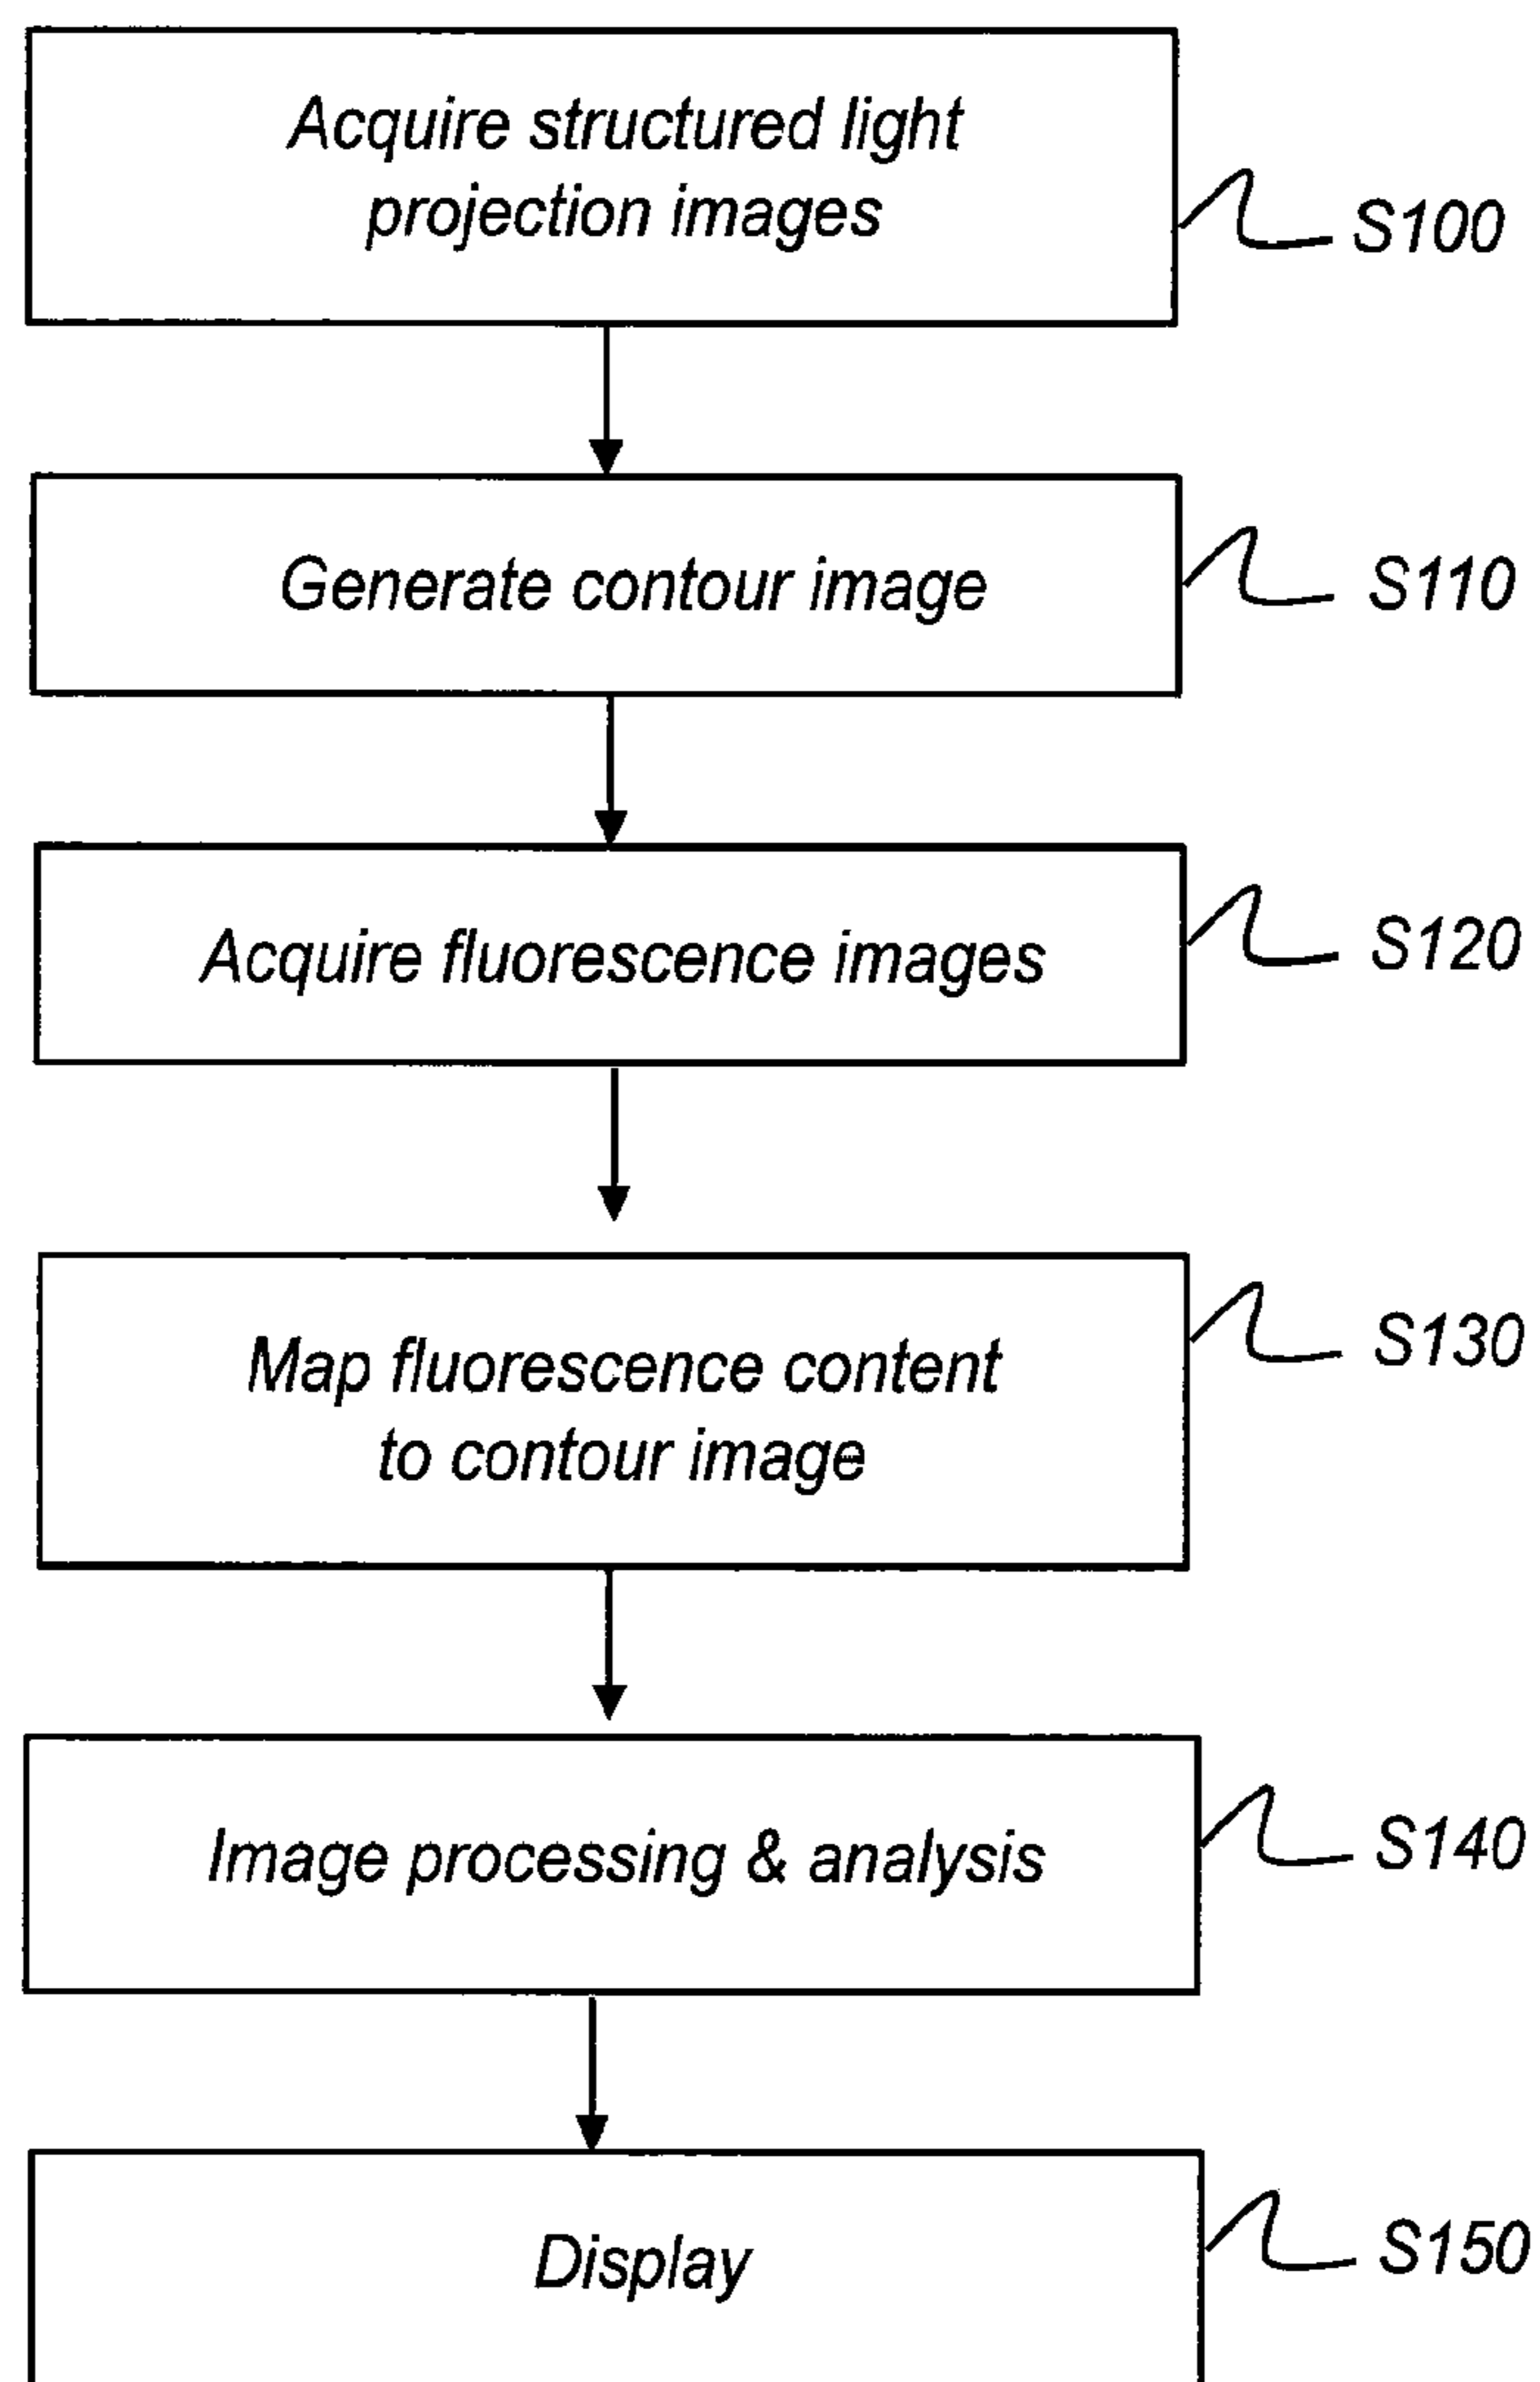 Acquire structured light
projection images
S100
Generate contour image
S110
Acquire fluorescence images
S120
Map fluorescence content
to contour image
S130
Image processing & analysis
S140
Display
S150